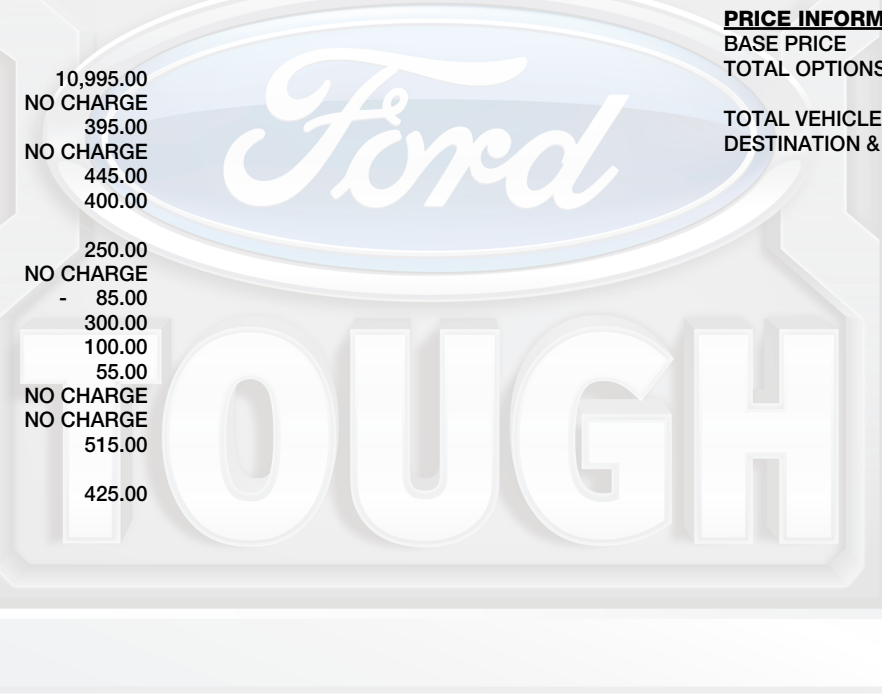 10,995.00
NO CHARGE
395.00
NO CHARGE
445.00
400.00
250.00
NO CHARGE
- 85.00
300.00
100.00
55.00
NO CHARGE
NO CHARGE
515.00
425.00
PRICE INFORM
BASE PRICE
TOTAL OPTIONS
TOTAL VEHICLE
DESTINATION &
Ford
TOUGH